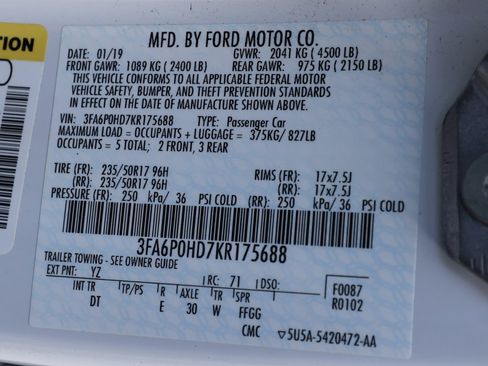 TION
MFD. BY FORD MOTOR CO.
01/19 GVWR: 2041 KG (4500 LB)
FRONT GAWR: 1089 KG (2400 LB) REAR GAWR: 975 KG (2150 LB)
THIS VEHICLE CONFORMS TO ALL APPLICABLE FEDERAL MOTOR
VEHICLE SAFETY, BUMPER, AND THEFT PREVENTION STANDARDS
IN EFFECT ON THE DATE OF MANUFACTURE SHOWN ABOVE.
VIN: 3FA6P0HD7KR175688 TYPE: Passenger Car
MAXIMUM LOAD = OCCUPANTS + LUGGAGE = 375KG/ 827LB
OCCUPANTS = 5 TOTAL; 2 FRONT, 3 REAR
TIRE (FR): 235/50R17 96H RIMS (FR): 17x7.5J
(RR): 235/50R17 96H (RR): 17x7.5J
PRESSURE (FR): 250 kPa/ 36 PSI COLD (RR): 250 kPa/ 36 PSI COLD
3FA6P0HD7KR175688
TRAILER TOWING - SEE OWNER GUIDE
EXT PNT: YZ RC: 71 DSO: F0087
R0102
INT TR TP/PS R AXLE TR SPR
DT E 30 W FFGG
CMC 5U5A-5420472-AA